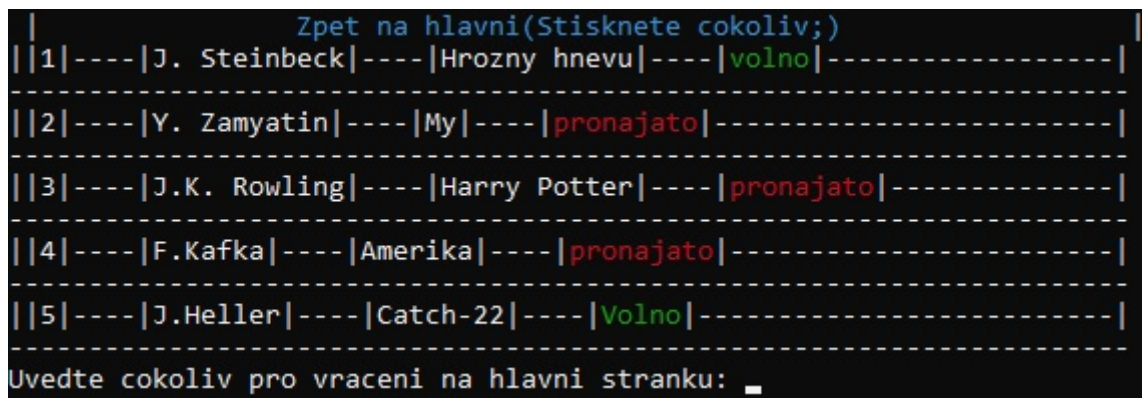 |                Zpet na hlavni(Stisknete cokoliv;)                   |
||1|----|J. Steinbeck|----|Hrozny hnevu|----|volno|------------------|
----------------------------------------------------------------------
||2|----|Y. Zamyatin|----|My|----|pronajato|-------------------------|
----------------------------------------------------------------------
||3|----|J.K. Rowling|----|Harry Potter|----|pronajato|--------------|
----------------------------------------------------------------------
||4|----|F.Kafka|----|Amerika|----|pronajato|------------------------|
----------------------------------------------------------------------
||5|----|J.Heller|----|Catch-22|----|Volno|--------------------------|
----------------------------------------------------------------------
Uvedte cokoliv pro vraceni na hlavni stranku: _